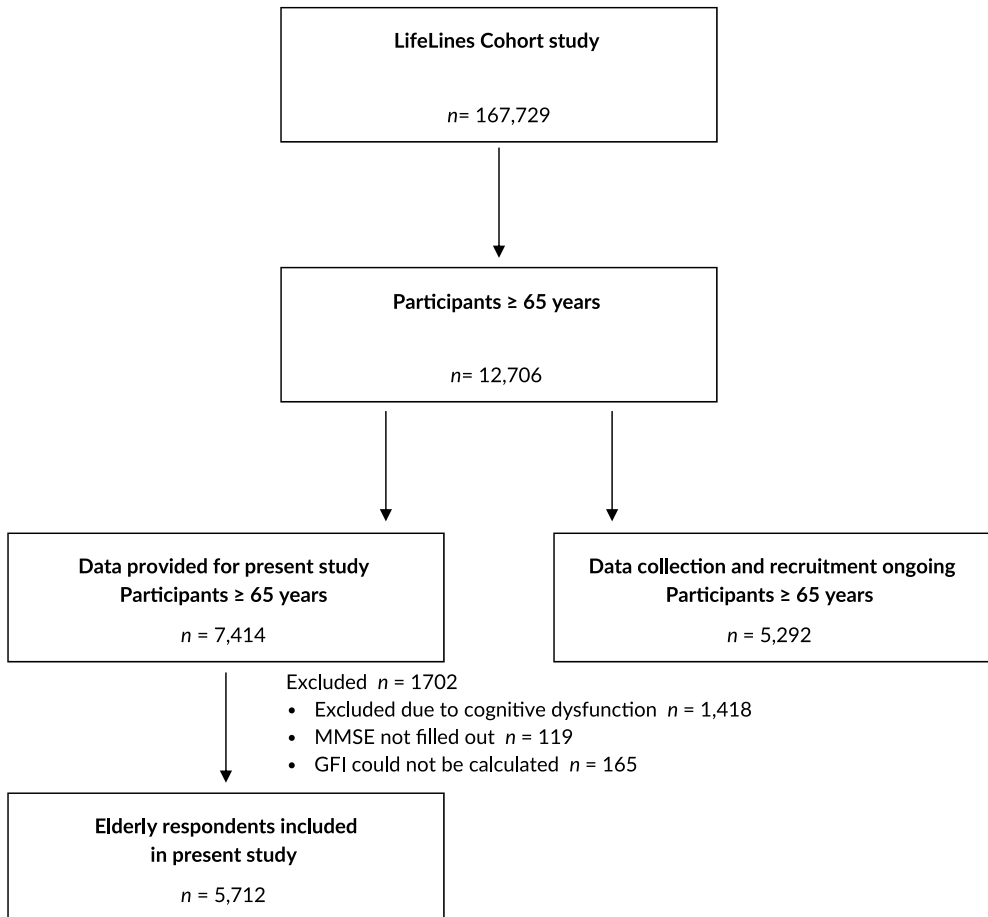 LifeLines Cohort study
n= 167,729
Participants ≥ 65 years
n= 12,706
Data provided for present study
Participants ≥ 65 years
n = 7,414
Data collection and recruitment ongoing
Participants ≥ 65 years
n = 5,292
Excluded n = 1702
• Excluded due to cognitive dysfunction n = 1,418
• MMSE not filled out n = 119
• GFI could not be calculated n = 165
Elderly respondents included
in present study
n = 5,712